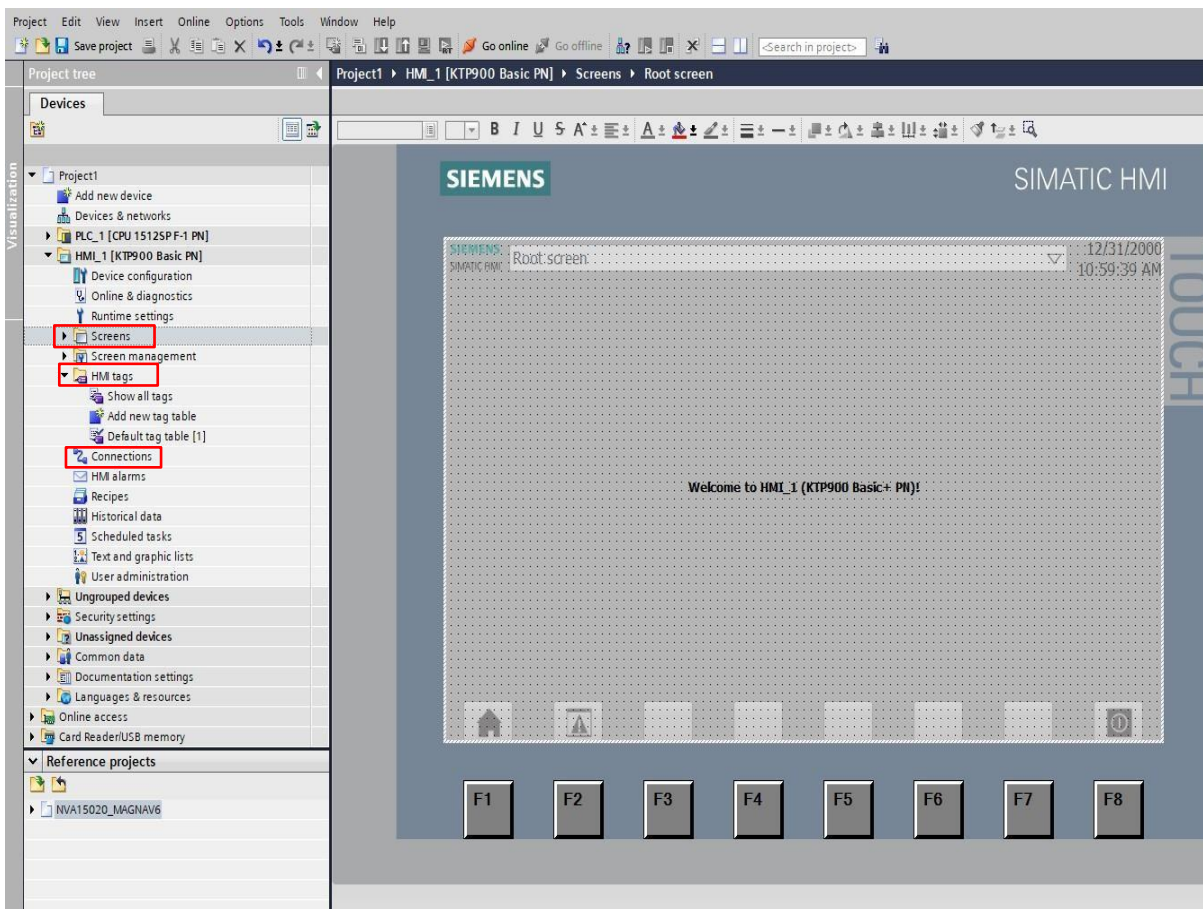 Project Edit View Insert Online Options Tools Window Help
Save project Go online Go offline <Search in project>
Project tree
Project1 HMI_1 [KTP900 Basic PN] Screens Root screen
Devices
B I U S A A
Visualization
Project1
Add new device
Devices & networks
PLC_1 [CPU 1512SP F-1 PN]
HMI_1 [KTP900 Basic PN]
Device configuration
Online & diagnostics
Runtime settings
Screens
Screen management
HMI tags
Show all tags
Add new tag table
Default tag table [1]
Connections
HMI alarms
Recipes
Historical data
5 Scheduled tasks
Text and graphic lists
User administration
Ungrouped devices
Security settings
Unassigned devices
Common data
Documentation settings
Languages & resources
Online access
Card Reader/USB memory
Reference projects
NVA15020_MAGNAV6
SIEMENS SIMATIC HMI
SIEMENS
SIMATIC HMI
Root screen
12/31/2000
10:59:39 AM
TOUCH
Welcome to HMI_1 (KTP900 Basic+ PN)!
F1 F2 F3 F4 F5 F6 F7 F8